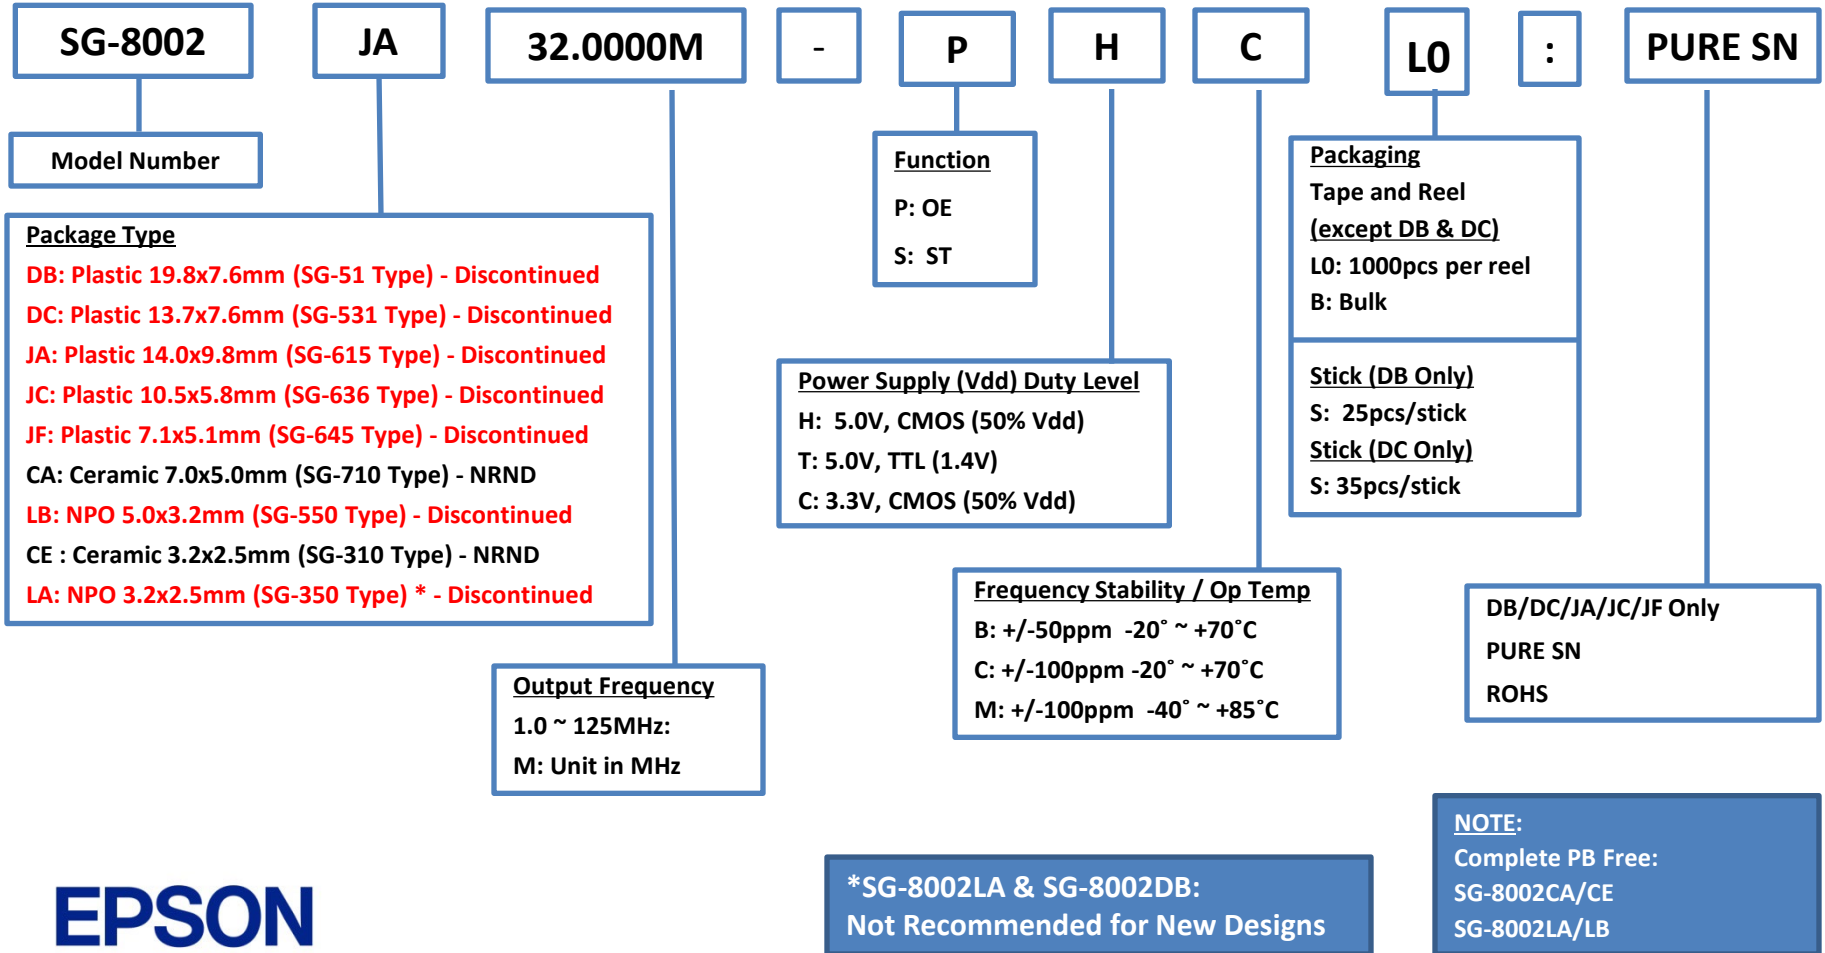 SG-8002 JA 32.0000M - P H C L0 : PURE SN
Model Number
Package Type
DB: Plastic 19.8x7.6mm (SG-51 Type) - Discontinued
DC: Plastic 13.7x7.6mm (SG-531 Type) - Discontinued
JA: Plastic 14.0x9.8mm (SG-615 Type) - Discontinued
JC: Plastic 10.5x5.8mm (SG-636 Type) - Discontinued
JF: Plastic 7.1x5.1mm (SG-645 Type) - Discontinued
CA: Ceramic 7.0x5.0mm (SG-710 Type) - NRND
LB: NPO 5.0x3.2mm (SG-550 Type) - Discontinued
CE : Ceramic 3.2x2.5mm (SG-310 Type) - NRND
LA: NPO 3.2x2.5mm (SG-350 Type) * - Discontinued
Output Frequency
1.0 ~ 125MHz:
M: Unit in MHz
Function
P: OE
S: ST
Power Supply (Vdd) Duty Level
H: 5.0V, CMOS (50% Vdd)
T: 5.0V, TTL (1.4V)
C: 3.3V, CMOS (50% Vdd)
Frequency Stability / Op Temp
B: +/-50ppm -20˚ ~ +70˚C
C: +/-100ppm -20˚ ~ +70˚C
M: +/-100ppm -40˚ ~ +85˚C
Packaging
Tape and Reel
(except DB & DC)
L0: 1000pcs per reel
B: Bulk
Stick (DB Only)
S: 25pcs/stick
Stick (DC Only)
S: 35pcs/stick
DB/DC/JA/JC/JF Only
PURE SN
ROHS
EPSON
*SG-8002LA & SG-8002DB:
Not Recommended for New Designs
NOTE:
Complete PB Free:
SG-8002CA/CE
SG-8002LA/LB